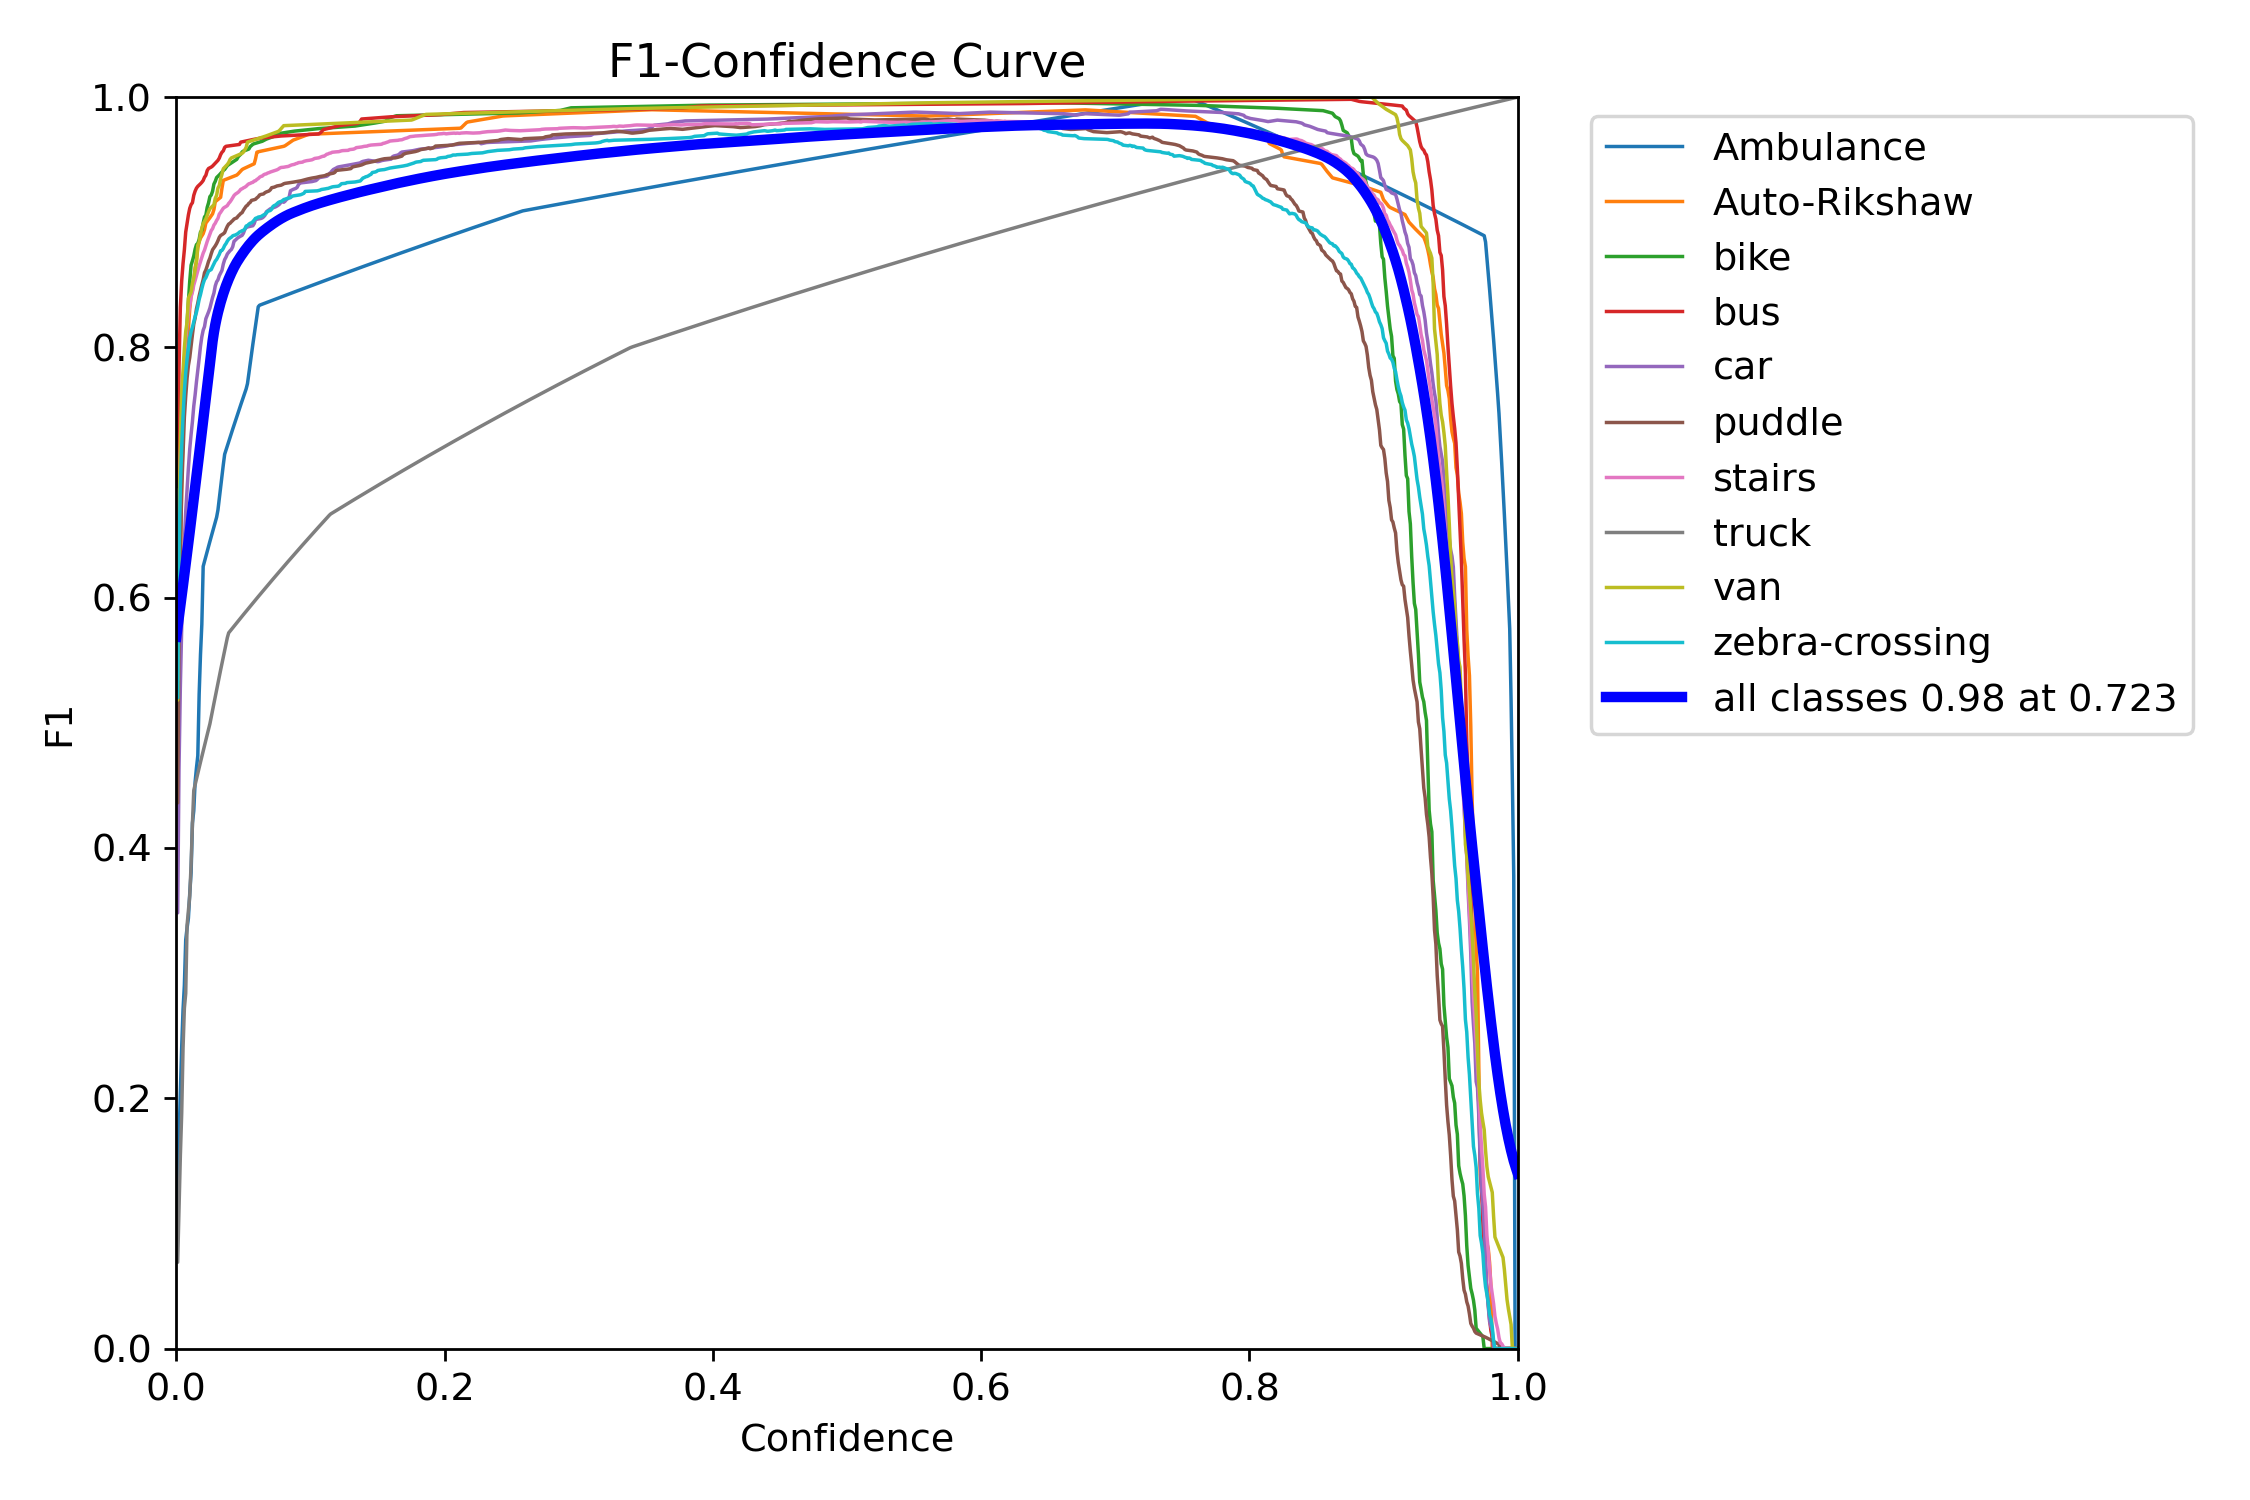 F1-Confidence Curve
1.0
0.8
0.6
0.4
0.2
0.0
F1
0.0 0.2 0.4 0.6 0.8 1.0
Confidence
Ambulance
Auto-Rikshaw
bike
bus
car
puddle
stairs
truck
van
zebra-crossing
all classes 0.98 at 0.723